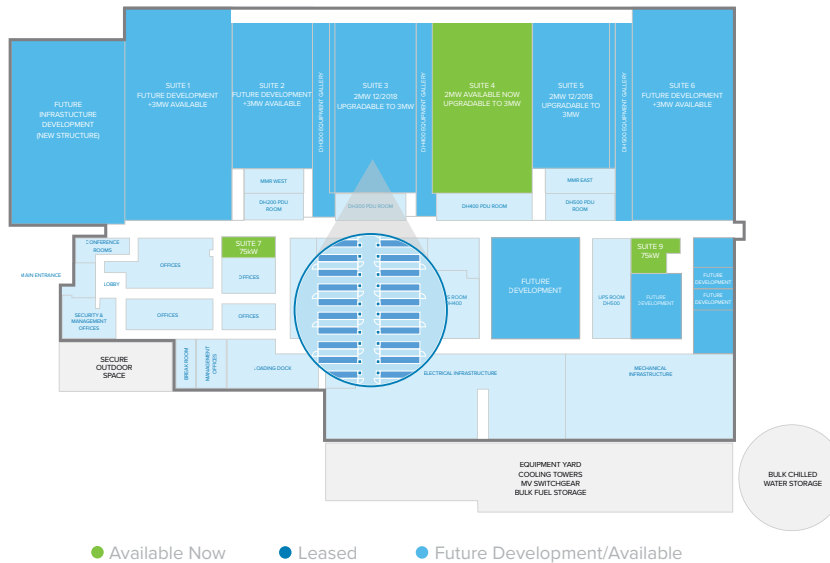 FUTURE
INFRASTUCTURE
DEVELOPMENT
(NEW STRUCTURE)
SUITE 1
FUTURE DEVELOPMENT
+3MW AVAILABLE
SUITE 2
FUTURE DEVELOPMENT
+3MW AVAILABLE
DH300 EQUIPMENT GALLERY
SUITE 3
2MW 12/2018
UPGRADABLE TO 3MW
DH400 EQUIPMENT GALLERY
SUITE 4
2MW AVAILABLE NOW
UPGRADABLE TO 3MW
SUITE 5
2MW 12/2018
UPGRADABLE TO
3MW
DH500 EQUIPMENT GALLERY
SUITE 6
FUTURE DEVELOPMENT
+3MW AVAILABLE
MMR WEST
DH200 PDU
ROOM
DH300 PDU ROOM
DH400 PDU ROOM
MMR EAST
DH500 PDU
ROOM
CONFERENCE
ROOMS
MAIN ENTRANCE
LOBBY
SECURITY &
MANAGEMENT
OFFICES
OFFICES
OFFICES
SUITE 7
75kW
OFFICES
OFFICES
ROOM
DH400
FUTURE
DEVELOPMENT
UPS ROOM
DH500
SUITE 9
75kW
FUTURE
DEVELOPMENT
FUTURE
DEVELOPMENT
FUTURE
DEVELOPMENT
SECURE
OUTDOOR
SPACE
BREAK ROOM
MANAGEMENT
OFFICES
LOADING DOCK
ELECTRICAL INFRASTRUCTURE
MECHANICAL
INFRASTRUCTURE
EQUIPMENT YARD
COOLING TOWERS
MV SWITCHGEAR
BULK FUEL STORAGE
BULK CHILLED
WATER STORAGE
Available Now
Leased
Future Development/Available